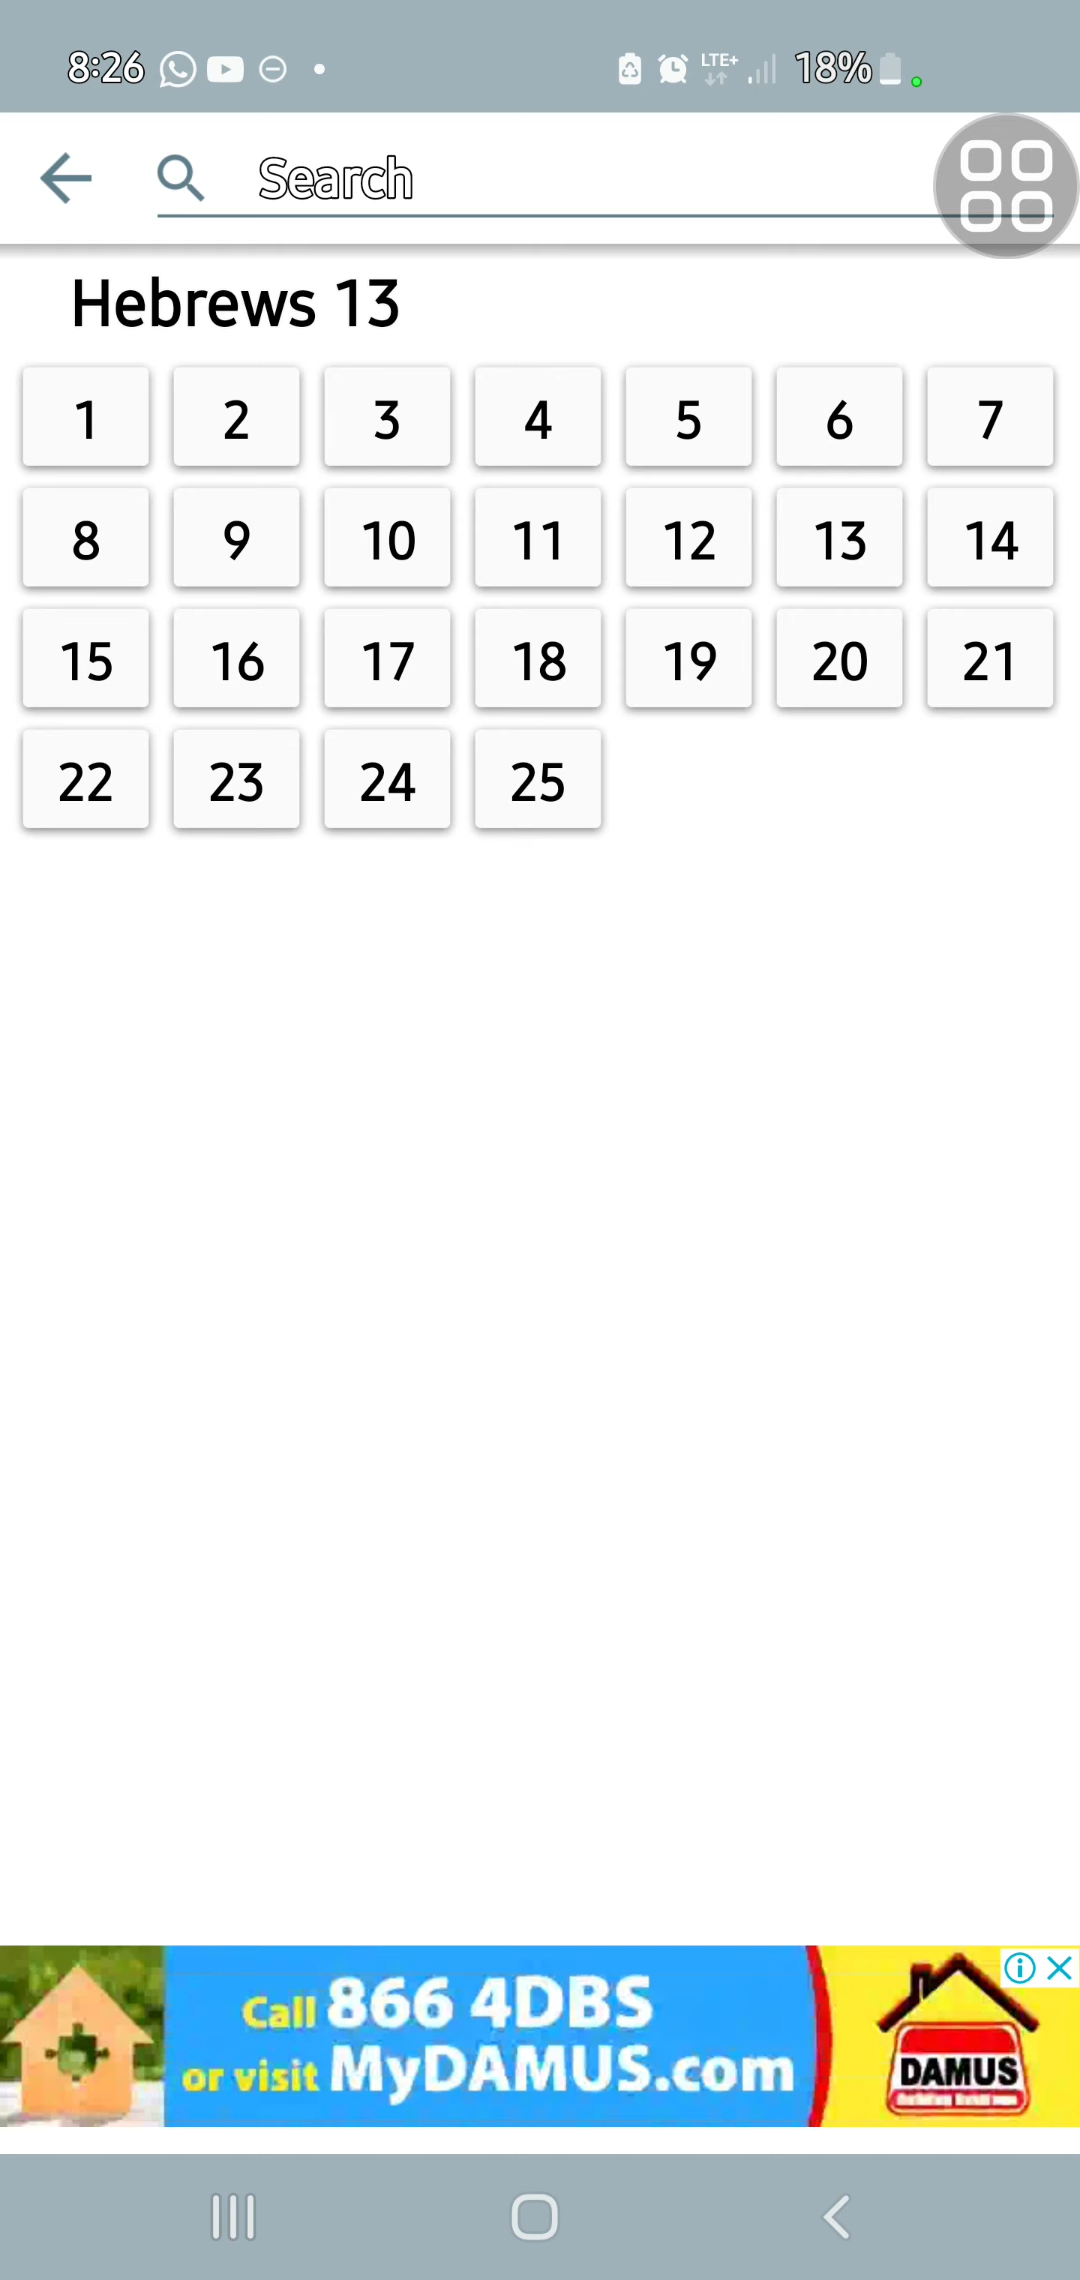 8:26 LTE+ 18%
Search
Hebrews 13
1 2 3 4 5 6 7
8 9 10 11 12 13 14
15 16 17 18 19 20 21
22 23 24 25
Call 866 4DBS
or visit MyDAMUS.com
DAMUS